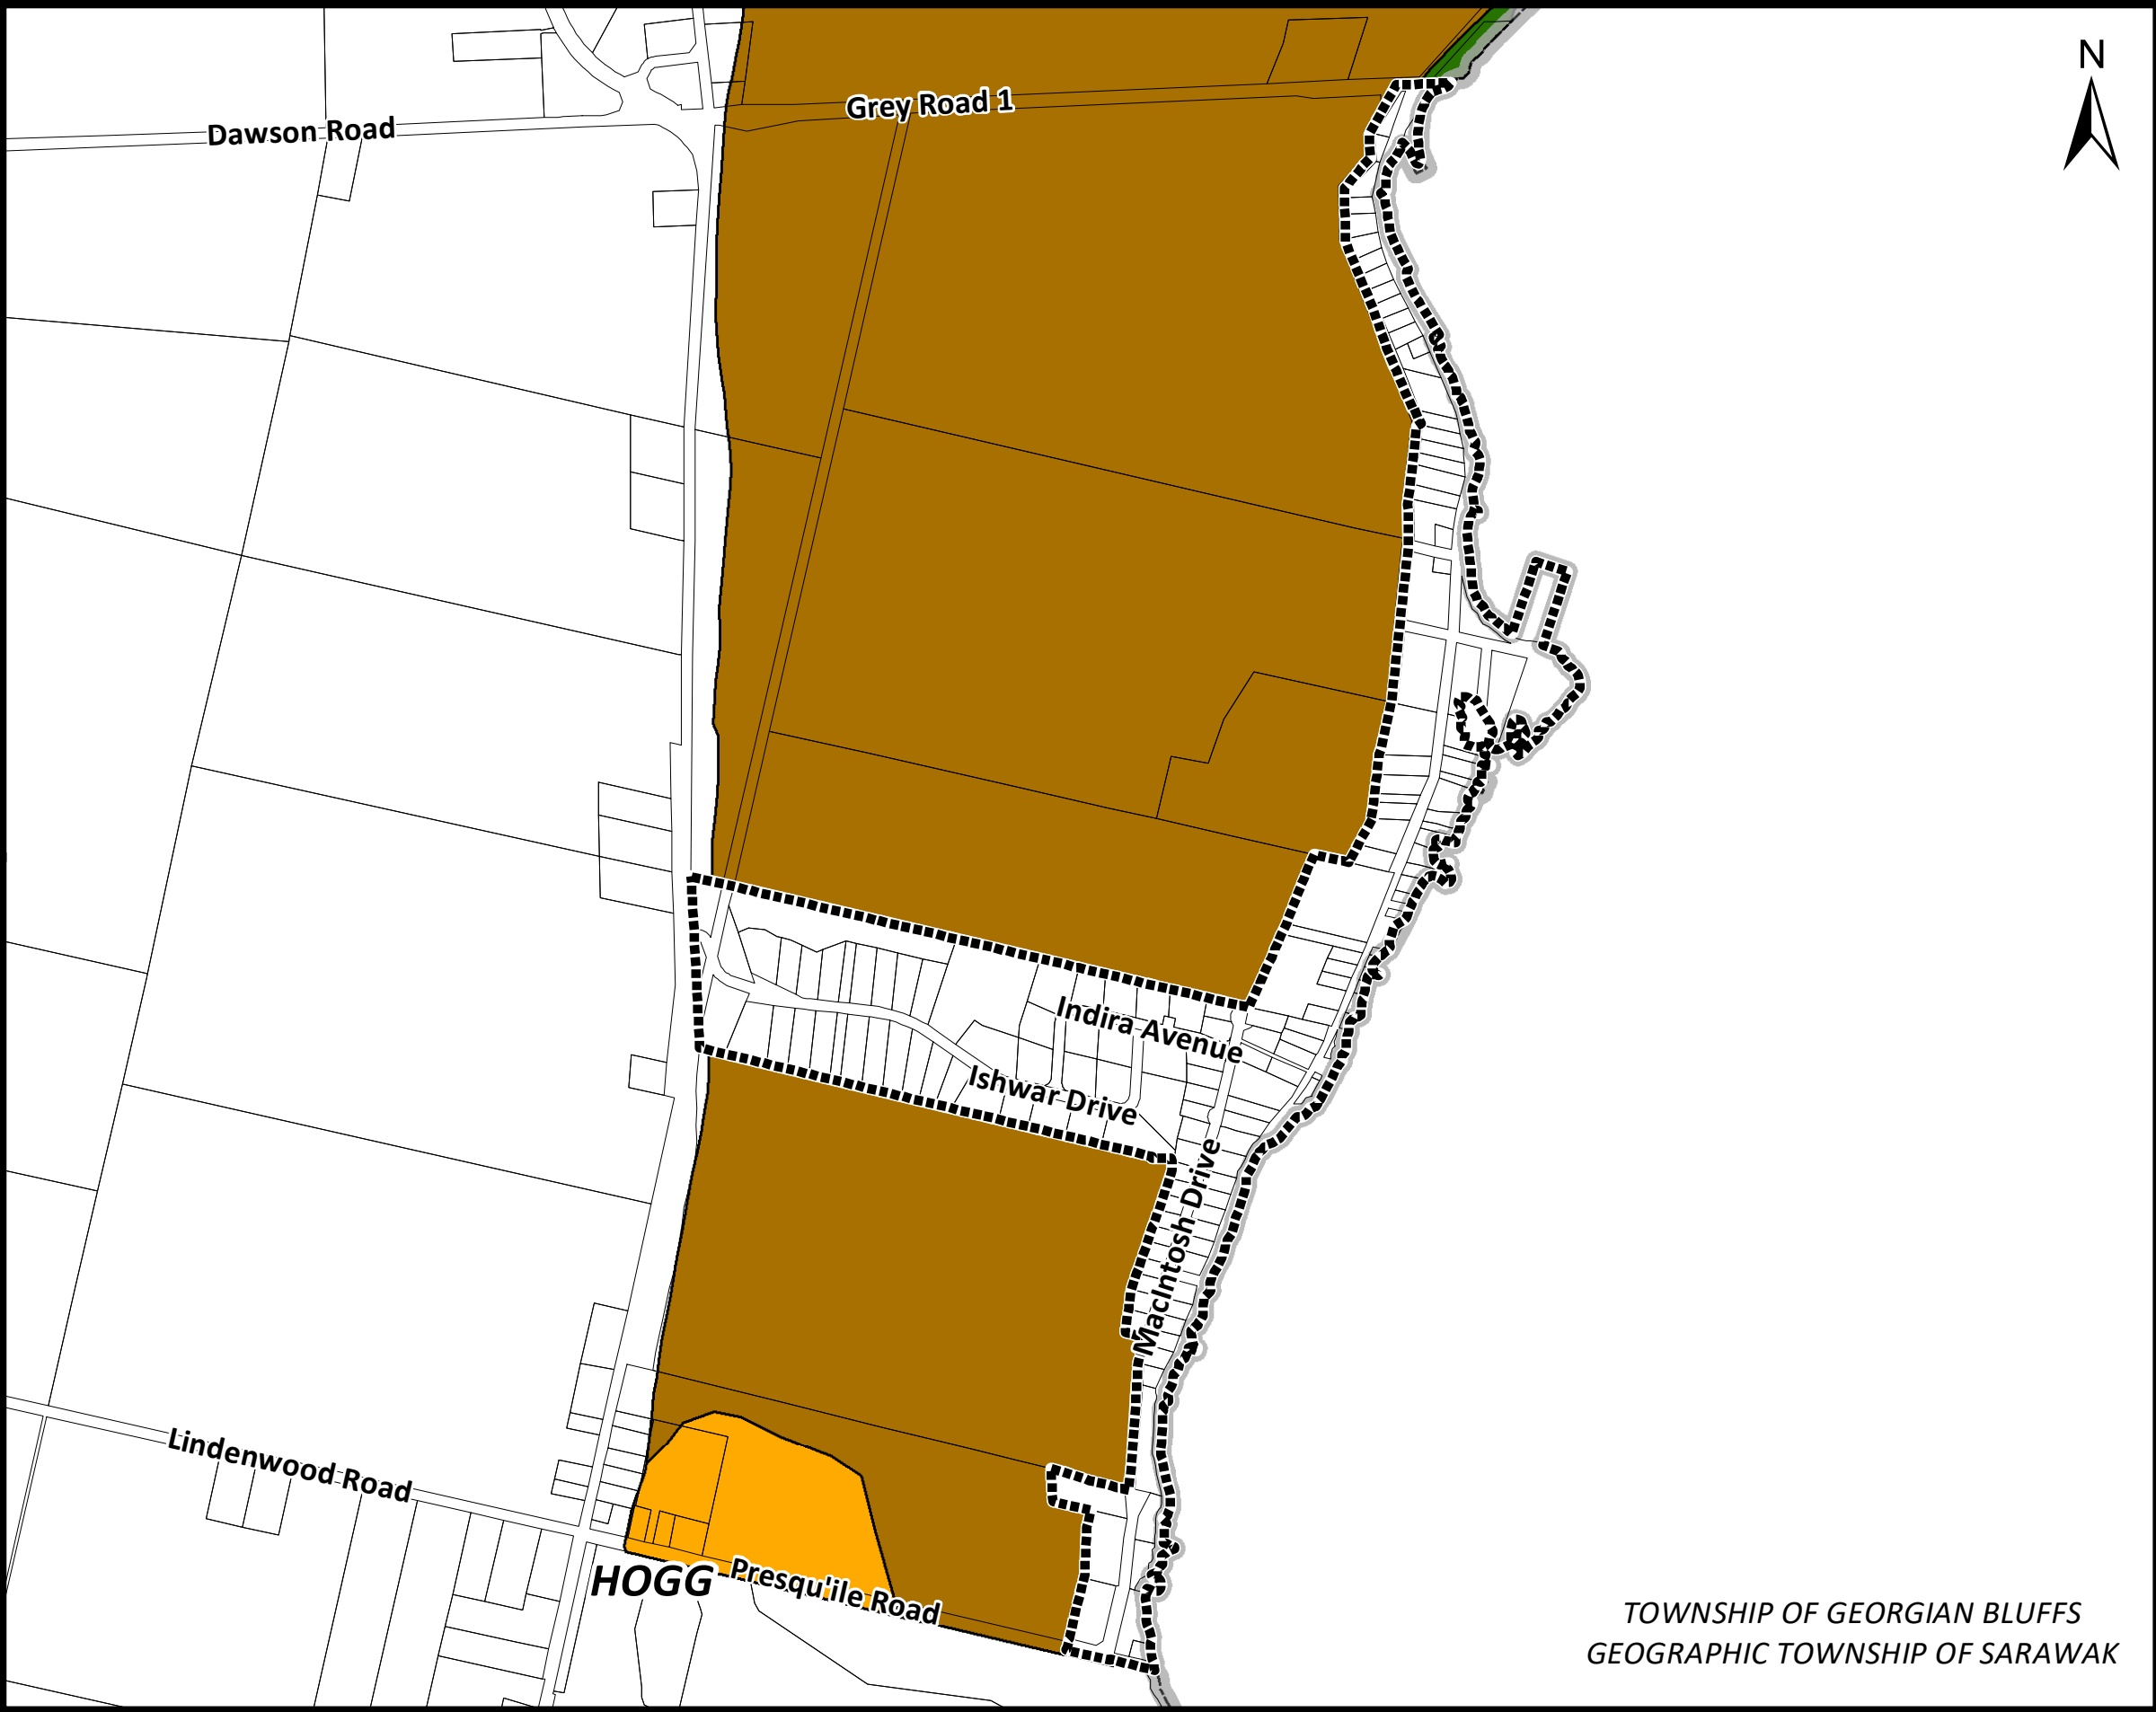 N
Grey Road 1
Dawson Road
Indira Avenue
Ishwar Drive
MacIntosh Drive
Lindenwood Road
HOGG
Presqu'ile Road
TOWNSHIP OF GEORGIAN BLUFFS
GEOGRAPHIC TOWNSHIP OF SARAWAK